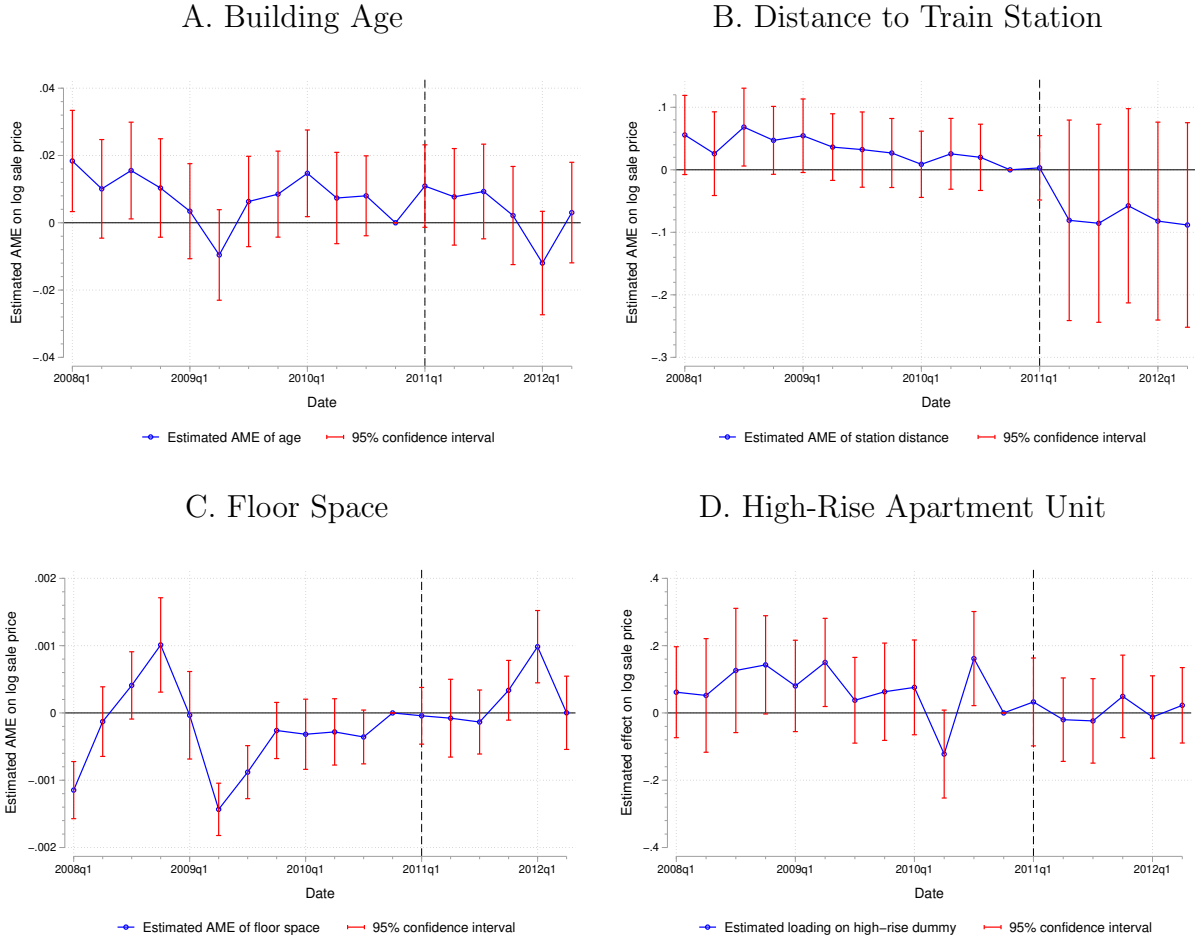 A. Building Age
Estimated AME on log sale price
.04
.02
0
−.02
−.04
2008q1 2009q1 2010q1 2011q1 2012q1
Date
Estimated AME of age 95% confidence interval
B. Distance to Train Station
Estimated AME on log sale price
.1
0
−.1
−.2
−.3
2008q1 2009q1 2010q1 2011q1 2012q1
Date
Estimated AME of station distance 95% confidence interval
C. Floor Space
Estimated AME on log sale price
.002
.001
0
−.001
−.002
2008q1 2009q1 2010q1 2011q1 2012q1
Date
Estimated AME of floor space 95% confidence interval
D. High-Rise Apartment Unit
Estimated effect on log sale price
.4
.2
0
−.2
−.4
2008q1 2009q1 2010q1 2011q1 2012q1
Date
Estimated loading on high−rise dummy 95% confidence interval